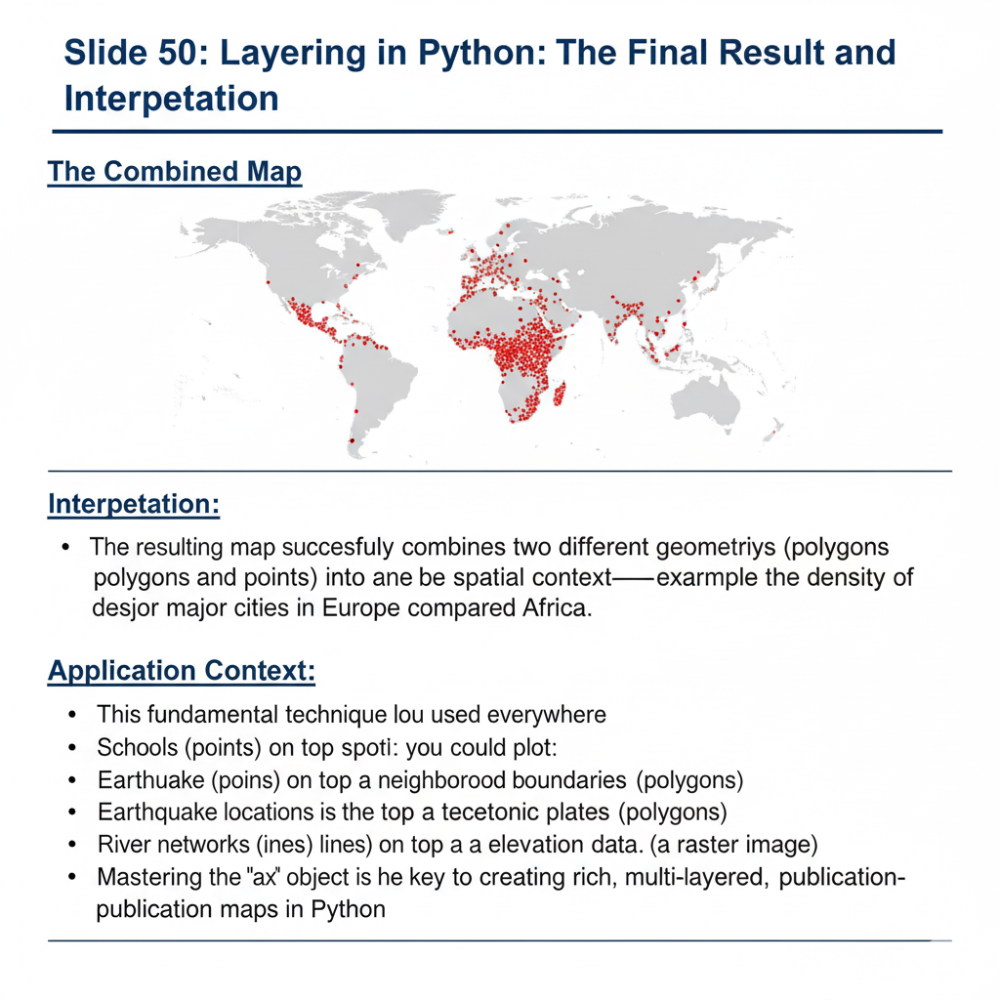 Slide 50: Layering in Python: The Final Result and
Interpetation
The Combined Map
Interpetation:
• The resulting map succesfuly combines two different geometriys (polygons
polygons and points) into ane be spatial context——exarmple the density of
desjor major cities in Europe compared Africa.
Application Context:
• This fundamental technique lou used everywhere
• Schools (points) on top spoti: you could plot:
• Earthuake (poins) on top a neighborood boundaries (polygons)
• Earthquake locations is the top a tecetonic plates (polygons)
• River networks (ines) lines) on top a a elevation data. (a raster image)
• Mastering the "ax" object is he key to creating rich, multi-layered, publication-
publication maps in Python